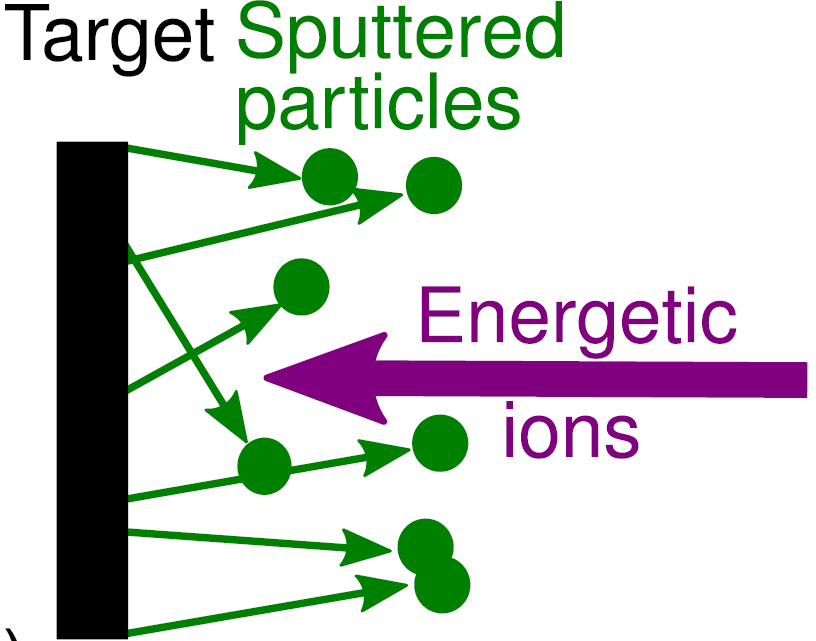 Target Sputtered
particles
Energetic
ions
)